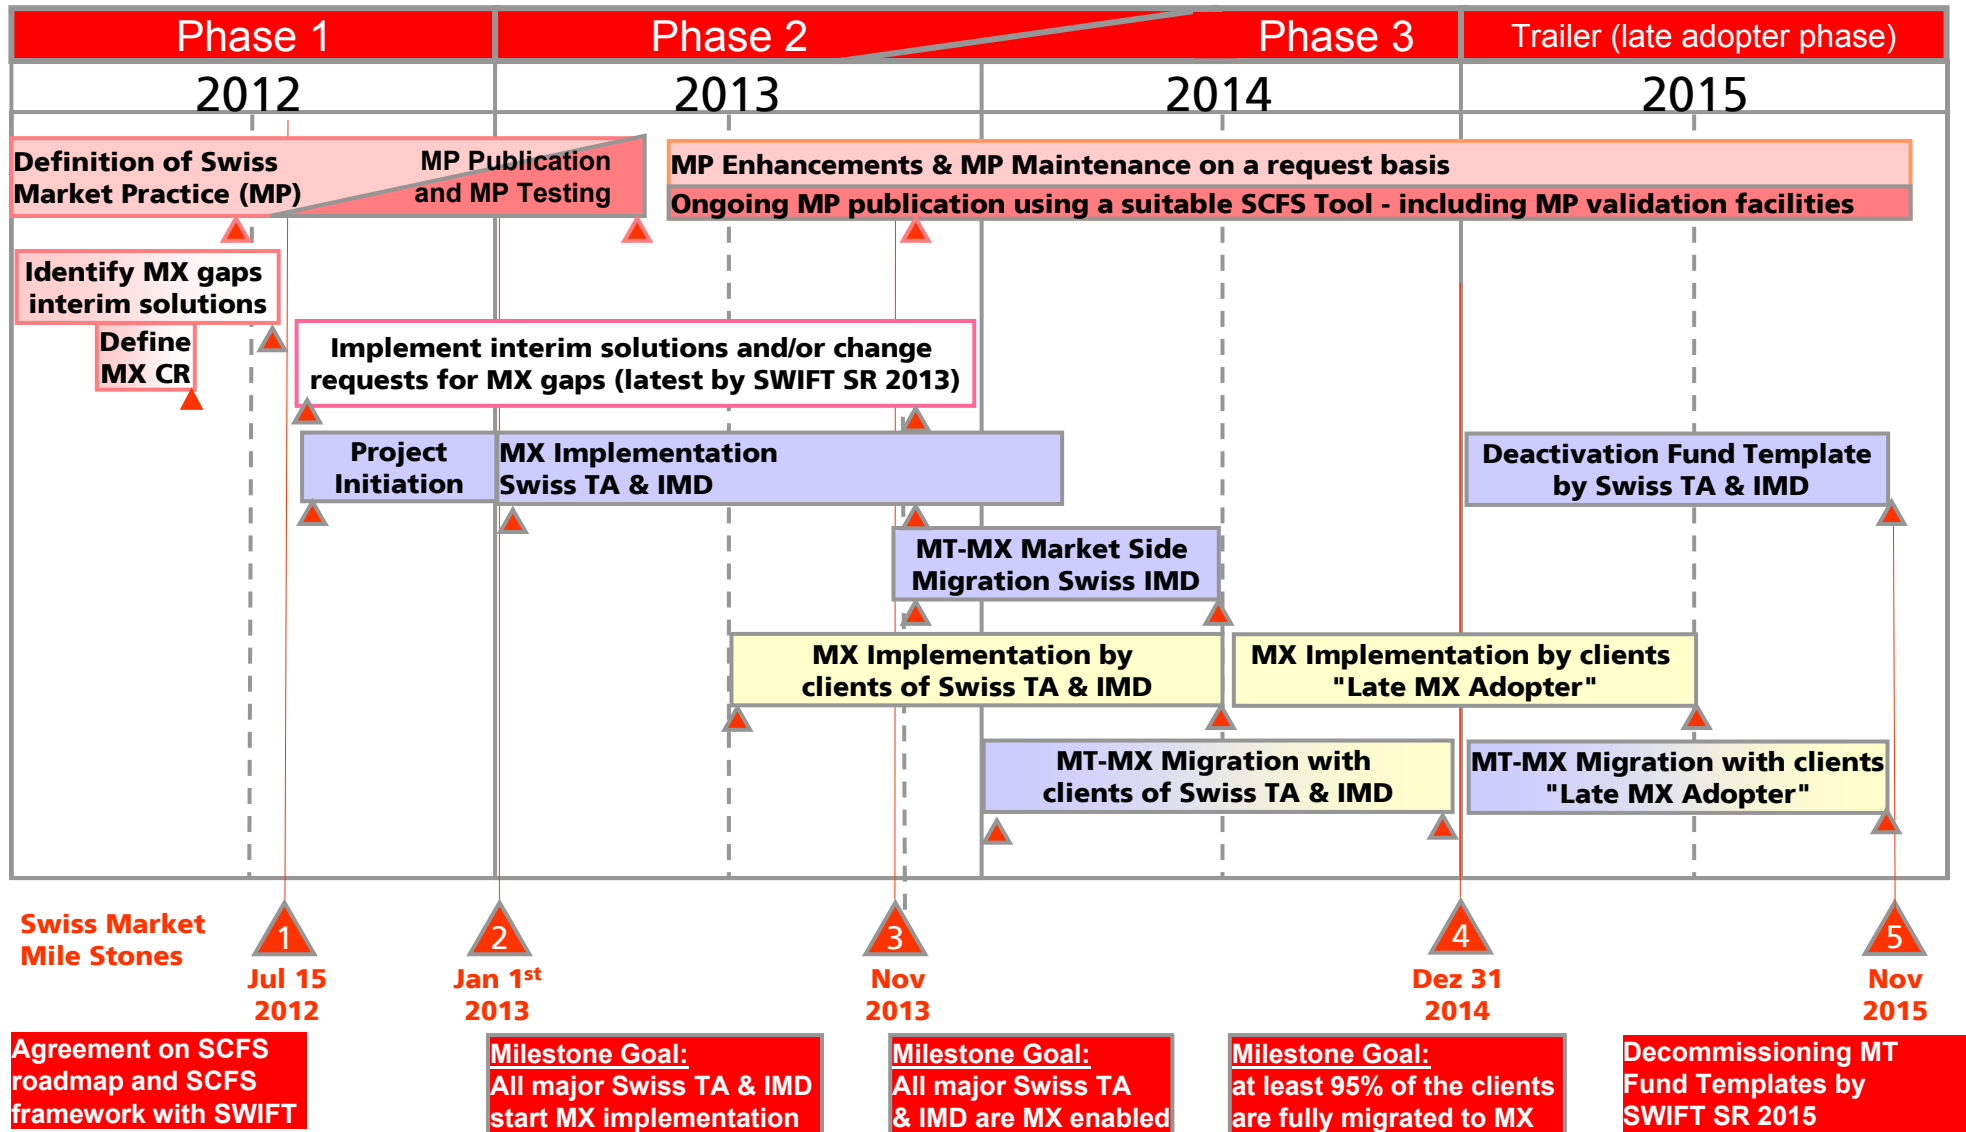 Phase 1
Phase 2
Phase 3
Trailer (late adopter phase)
2012
2013
2014
2015
Definition of Swiss
Market Practice (MP)
MP Publication
and MP Testing
MP Enhancements & MP Maintenance on a request basis
Ongoing MP publication using a suitable SCFS Tool - including MP validation facilities
Identify MX gaps
interim solutions
Define
MX CR
Implement interim solutions and/or change
requests for MX gaps (latest by SWIFT SR 2013)
Project
Initiation
MX Implementation
Swiss TA & IMD
Deactivation Fund Template
by Swiss TA & IMD
MT-MX Market Side
Migration Swiss IMD
MX Implementation by
clients of Swiss TA & IMD
MX Implementation by clients
"Late MX Adopter"
MT-MX Migration with
clients of Swiss TA & IMD
MT-MX Migration with clients
"Late MX Adopter"
Swiss Market
Mile Stones
1
Jul 15
2012
2
Jan 1st
2013
3
Nov
2013
4
Dez 31
2014
5
Nov
2015
Agreement on SCFS
roadmap and SCFS
framework with SWIFT
Milestone Goal:
All major Swiss TA & IMD
start MX implementation
Milestone Goal:
All major Swiss TA
& IMD are MX enabled
Milestone Goal:
at least 95% of the clients
are fully migrated to MX
Decommissioning MT
Fund Templates by
SWIFT SR 2015